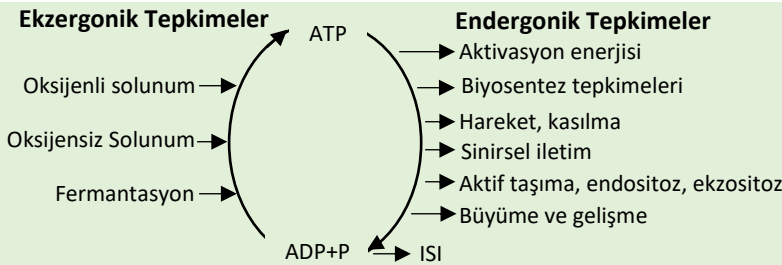 Ekzergonik Tepkimeler
ATP
Endergonik Tepkimeler
Oksijenli solunum
Oksijensiz Solunum
Fermantasyon
Aktivasyon enerjisi
Biyosentez tepkimeleri
Hareket, kasılma
Sinirsel iletim
Aktif taşıma, endositoz, ekzositoz
Büyüme ve gelişme
ADP+P
ISI